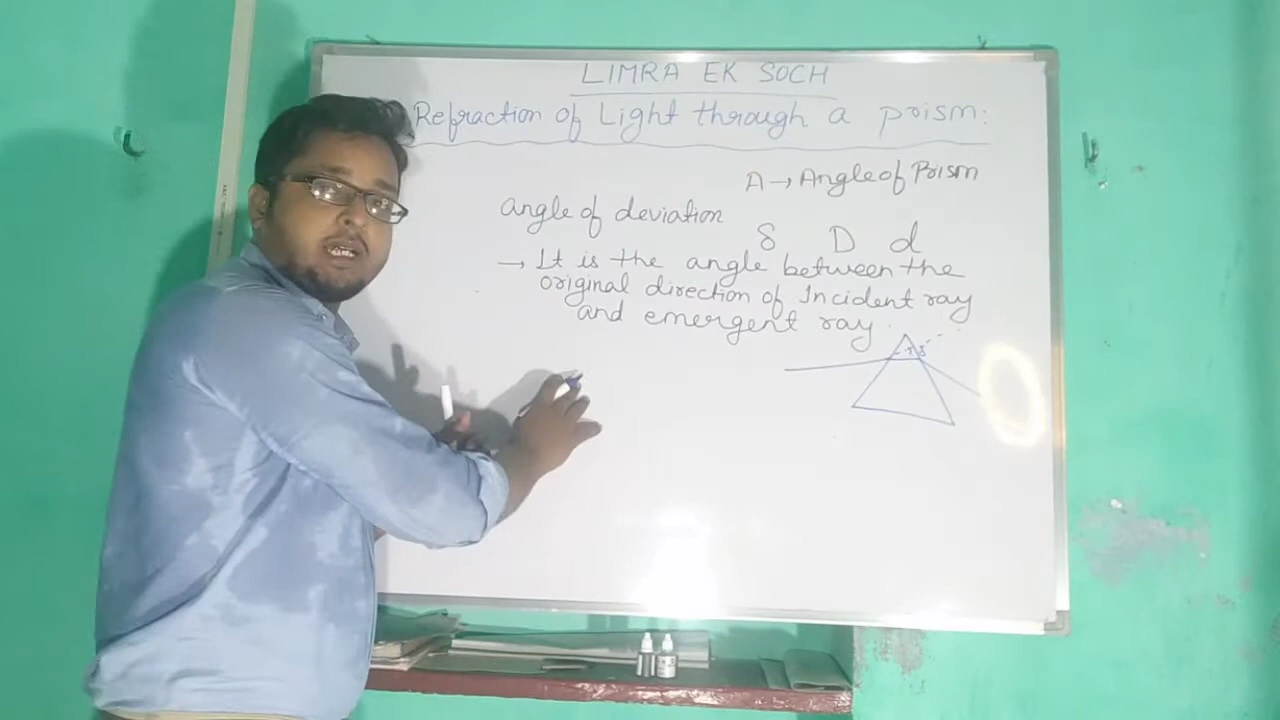 LIMRA EK SOCH
Refraction of Light through a prism:
A → Angle of Prism
angle of deviation
δ D d
→ It is the angle between the
original direction of Incident ray
and emergent ray.
δ